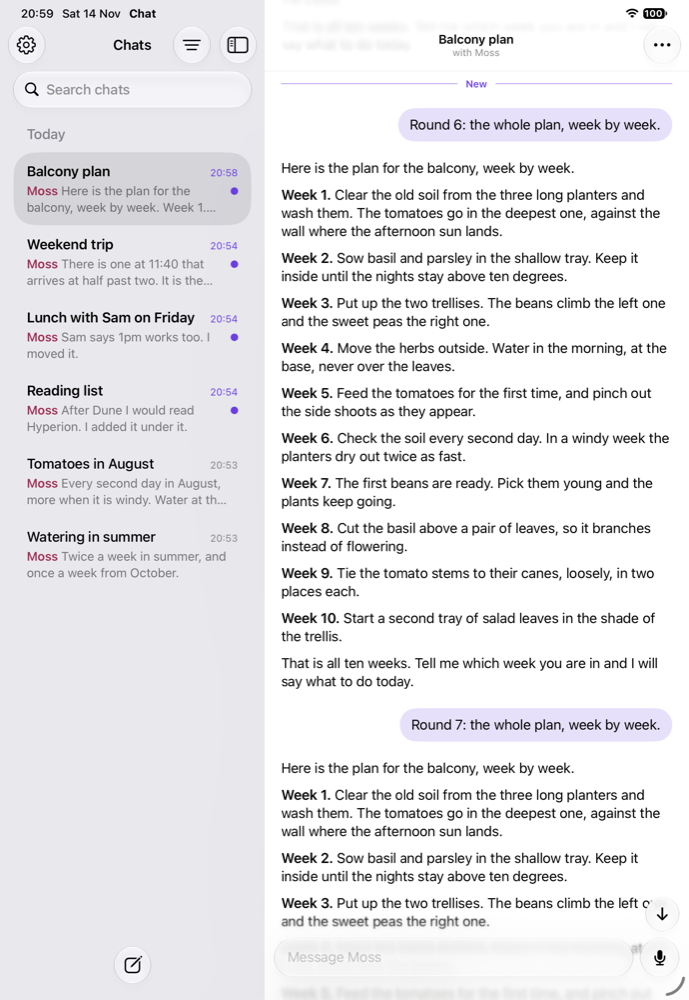 20:59 Sat 14 Nov Chat
100
Chats
Search chats
Today
Balcony plan
20:58
Moss Here is the plan for the
balcony, week by week. Week 1....
Weekend trip
20:54
Moss There is one at 11:40 that
arrives at half past two. It is the...
Lunch with Sam on Friday
20:54
Moss Sam says 1pm works too. I
moved it.
Reading list
20:54
Moss After Dune I would read
Hyperion. I added it under it.
Tomatoes in August
20:53
Moss Every second day in August,
more when it is windy. Water at th...
Watering in summer
20:53
Moss Twice a week in summer, and
once a week from October.
say what to do today.
Balcony plan
with Moss
New
Round 6: the whole plan, week by week.
Here is the plan for the balcony, week by week.
Week 1. Clear the old soil from the three long planters and
wash them. The tomatoes go in the deepest one, against the
wall where the afternoon sun lands.
Week 2. Sow basil and parsley in the shallow tray. Keep it
inside until the nights stay above ten degrees.
Week 3. Put up the two trellises. The beans climb the left one
and the sweet peas the right one.
Week 4. Move the herbs outside. Water in the morning, at the
base, never over the leaves.
Week 5. Feed the tomatoes for the first time, and pinch out
the side shoots as they appear.
Week 6. Check the soil every second day. In a windy week the
planters dry out twice as fast.
Week 7. The first beans are ready. Pick them young and the
plants keep going.
Week 8. Cut the basil above a pair of leaves, so it branches
instead of flowering.
Week 9. Tie the tomato stems to their canes, loosely, in two
places each.
Week 10. Start a second tray of salad leaves in the shade of
the trellis.
That is all ten weeks. Tell me which week you are in and I will
say what to do today.
Round 7: the whole plan, week by week.
Here is the plan for the balcony, week by week.
Week 1. Clear the old soil from the three long planters and
wash them. The tomatoes go in the deepest one, against the
wall where the afternoon sun lands.
Week 2. Sow basil and parsley in the shallow tray. Keep it
inside until the nights stay above ten degrees.
Week 3. Put up the two trellises. The beans climb the left
and the sweet peas the right one.
Message Moss